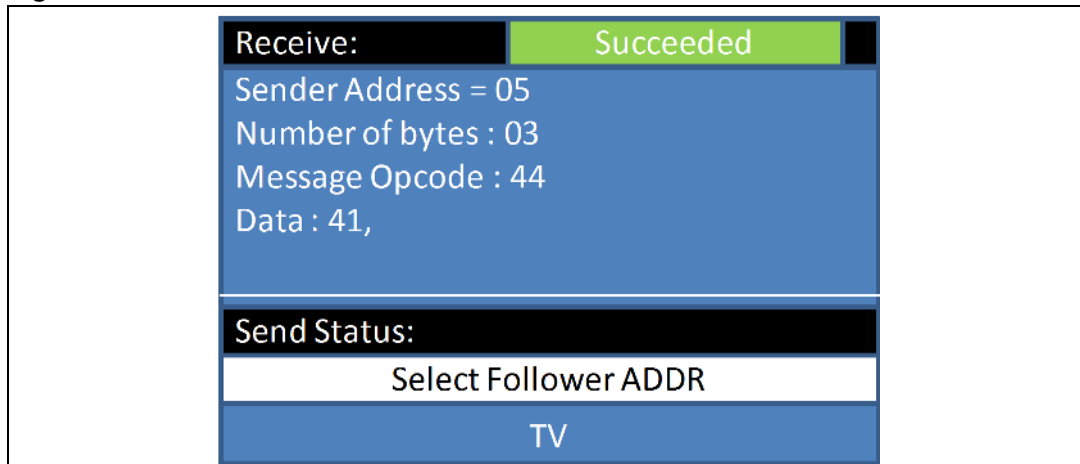 Receive: Succeeded
Sender Address = 05
Number of bytes : 03
Message Opcode : 44
Data : 41,
Send Status:
Select Follower ADDR
TV